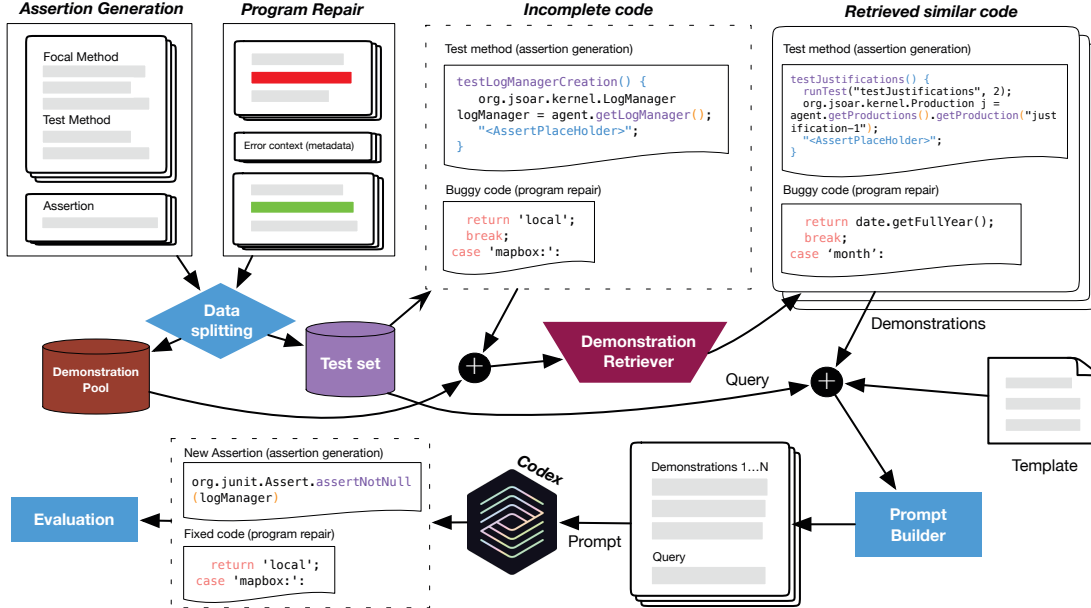 Assertion Generation
Focal Method
Test Method
Assertion
Program Repair
Error context (metadata)
Incomplete code
Test method (assertion generation)
testLogManagerCreation() {
org.jsoar.kernel.LogManager
logManager = agent.getLogManager();
"<AssertPlaceHolder>";
}
Buggy code (program repair)
return 'local';
break;
case 'mapbox:':
Retrieved similar code
Test method (assertion generation)
testJustifications() {
runTest("testJustifications", 2);
org.jsoar.kernel.Production j =
agent.getProductions().getProduction("just
ification-1");
"<AssertPlaceHolder>";
}
Buggy code (program repair)
return date.getFullYear();
break;
case ‘month’:
Demonstrations
Data
splitting
Demonstration
Pool
Test set
+
Demonstration
Retriever
Query
+
Template
New Assertion (assertion generation)
org.junit.Assert.assertNotNull
(logManager)
Fixed code (program repair)
return 'local';
case 'mapbox:':
Evaluation
Codex
Prompt
Demonstrations 1...N
Query
Prompt
Builder